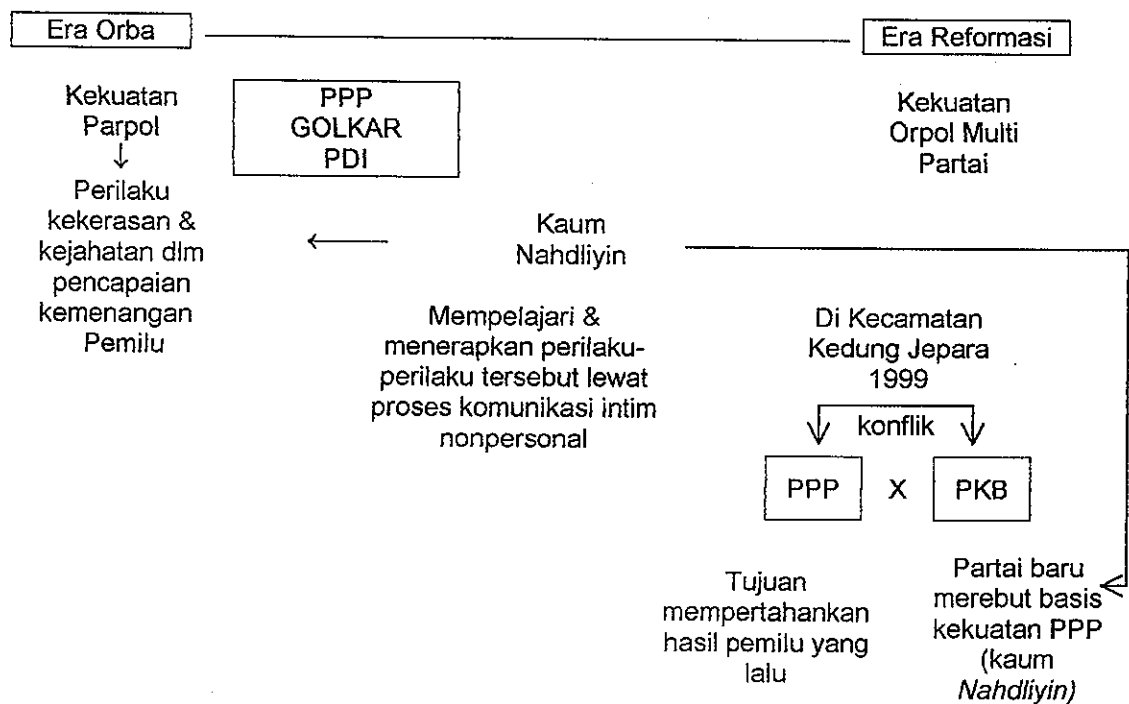 Era Orba
Era Reformasi
Kekuatan
Parpol
↓
PPP
GOLKAR
PDI
Kekuatan
Orpol Multi
Partai
Perilaku
kekerasan &
kejahatan dlm
pencapaian
kemenangan
Pemilu
Kaum
Nahdliyin
Mempelajari &
menerapkan perilaku-
perilaku tersebut lewat
proses komunikasi intim
nonpersonal
Di Kecamatan
Kedung Jepara
1999
konflik
PPP X PKB
Tujuan
mempertahankan
hasil pemilu yang
lalu
Partai baru
merebut basis
kekuatan PPP
(kaum
Nahdliyin)